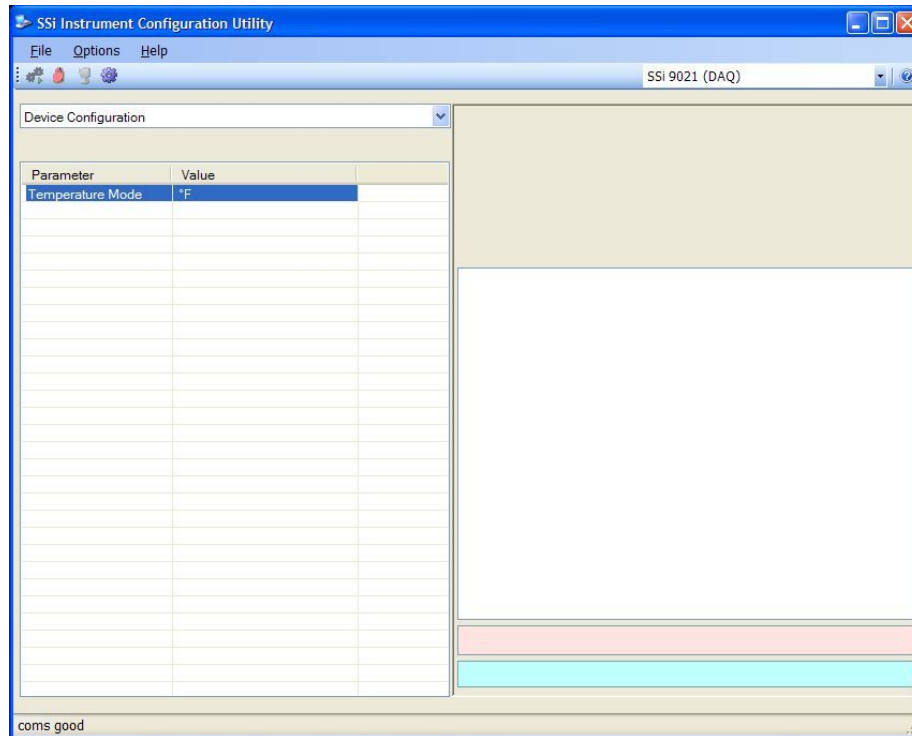 SSi Instrument Configuration Utility
File Options Help
SSi 9021 (DAQ)
Device Configuration
Parameter Value
Temperature Mode °F
coms good